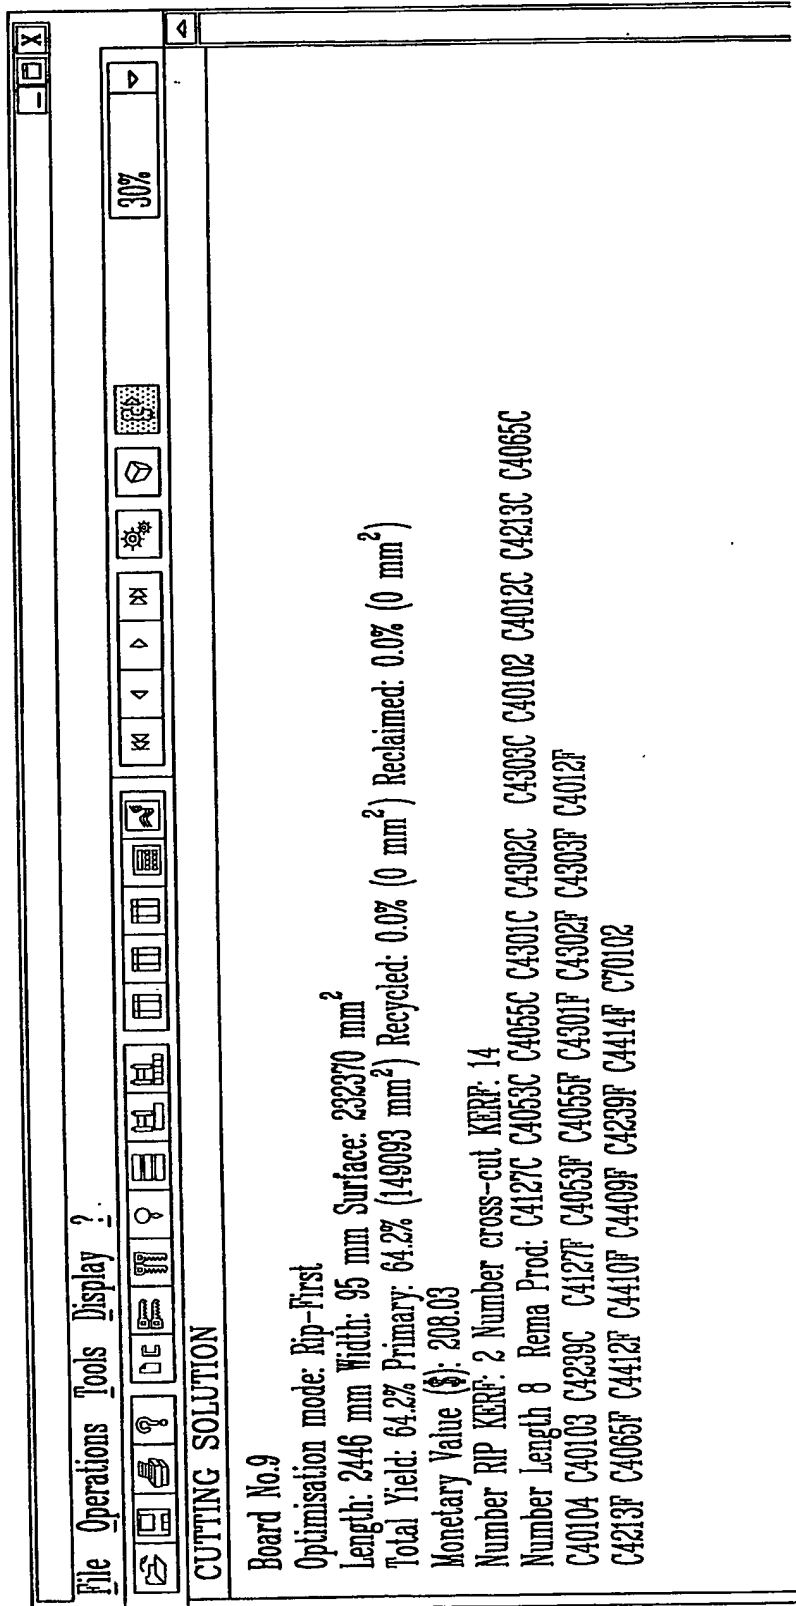 File Operations Tools Display ?
30%
CUTTING SOLUTION
Board No.9
Optimisation mode: Rip-First
Length: 2446 mm Width: 95 mm Surface: 232370 mm²
Total Yield: 64.2% Primary: 64.2% (149093 mm²) Recycled: 0.0% (0 mm²) Reclaimed: 0.0% (0 mm²)
Monetary Value ($): 208.03
Number RIP KERF: 2 Number cross-cut KERF: 14
Number Length 8 Rema Prod: C4127C C4053C C4055C C4301C C4302C C4303C C40102 C4012C C4213C C4065C
C40104 C40103 C4239C C4127F C4053F C4055F C4301F C4302F C4303F C4012F
C4213F C4065F C4412F C4410F C4409F C4239F C4414F C70102